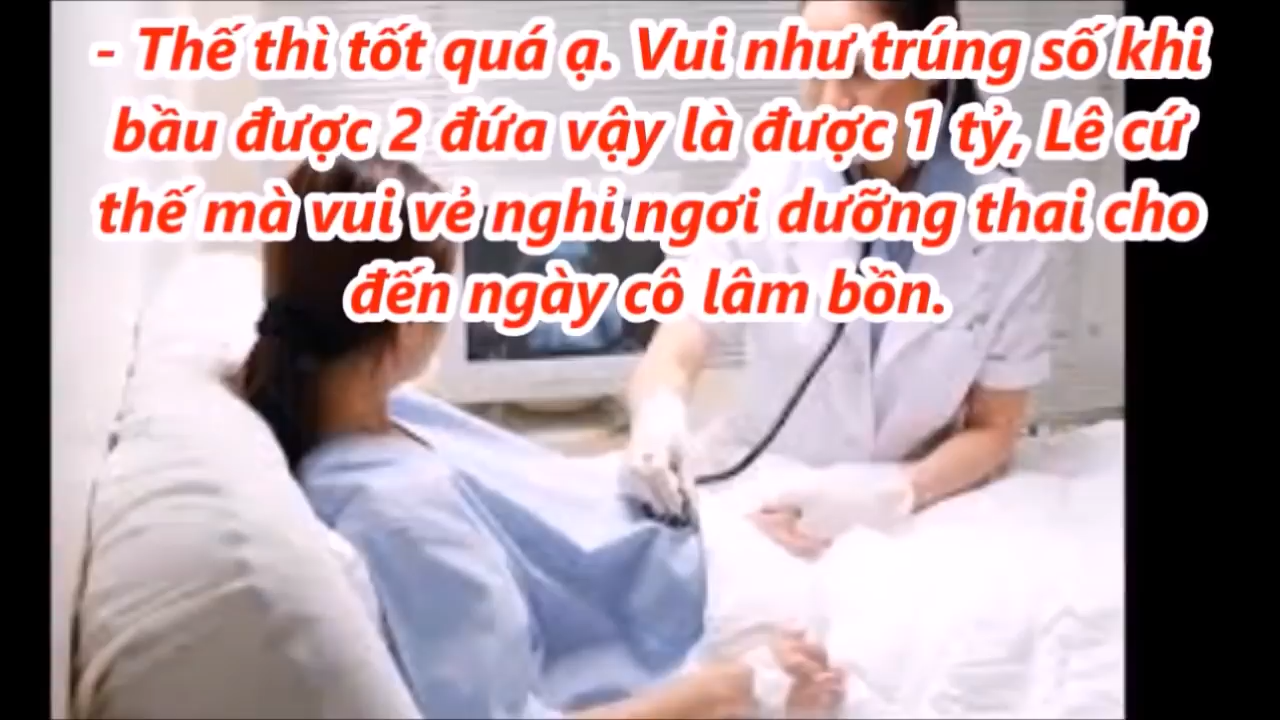 - Thế thì tốt quá ạ. Vui như trúng số khi
bầu được 2 đứa vậy là được 1 tỷ, Lê cứ
thế mà vui vẻ nghỉ ngơi dưỡng thai cho
đến ngày cô lâm bồn.